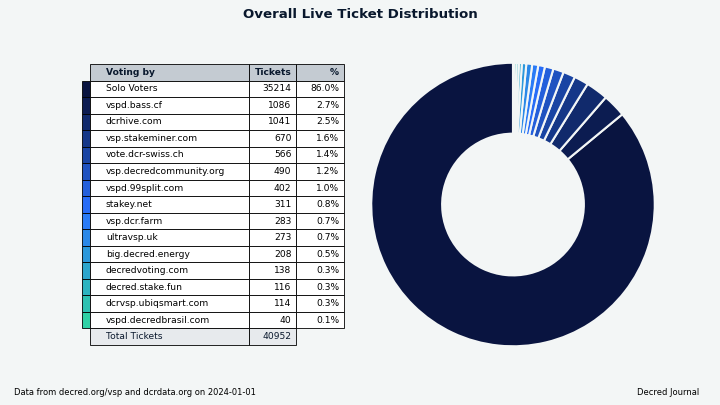 Overall Live Ticket Distribution
Voting by Tickets %
Solo Voters 35214 86.0%
vspd.bass.cf 1086 2.7%
dcrhive.com 1041 2.5%
vsp.stakeminer.com 670 1.6%
vote.dcr-swiss.ch 566 1.4%
vsp.decredcommunity.org 490 1.2%
vspd.99split.com 402 1.0%
stakey.net 311 0.8%
vsp.dcr.farm 283 0.7%
ultravsp.uk 273 0.7%
big.decred.energy 208 0.5%
decredvoting.com 138 0.3%
decred.stake.fun 116 0.3%
dcrvsp.ubiqsmart.com 114 0.3%
vspd.decredbrasil.com 40 0.1%
Total Tickets 40952
Data from decred.org/vsp and dcrdata.org on 2024-01-01
Decred Journal